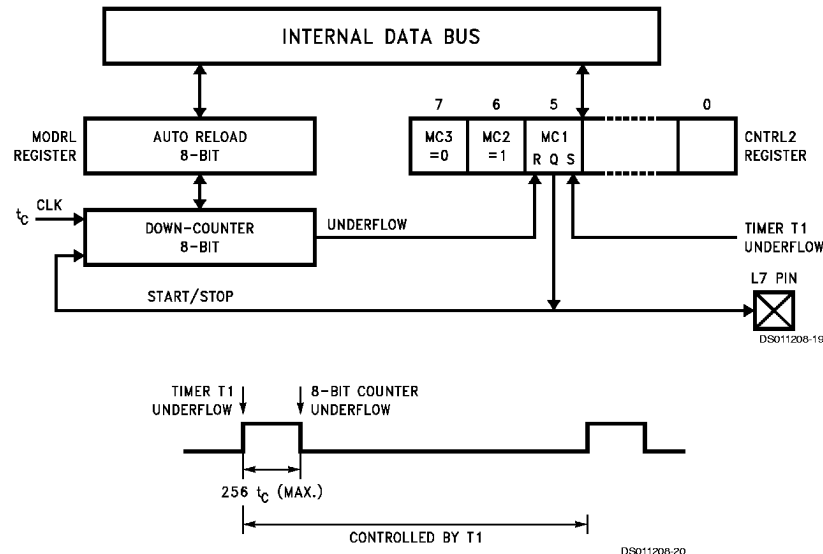 INTERNAL DATA BUS
7 6 5 0
MODRL
REGISTER
AUTO RELOAD
8-BIT
MC3
=0
MC2
=1
MC1
R Q S
CNTRL2
REGISTER
CLK
tC
DOWN-COUNTER
8-BIT
UNDERFLOW
TIMER T1
UNDERFLOW
START/STOP
L7 PIN
DS011208-19
TIMER T1
UNDERFLOW
8-BIT COUNTER
UNDERFLOW
256 tC (MAX.)
CONTROLLED BY T1
DS011208-20